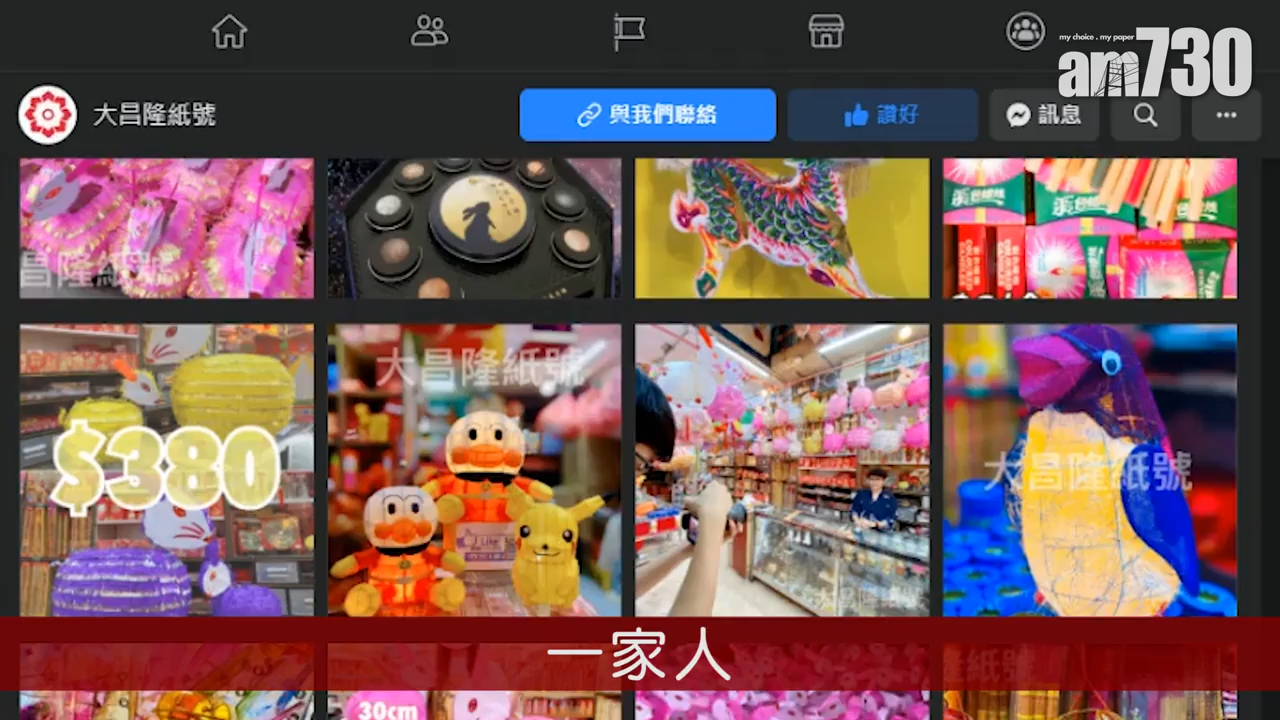 my choice . my paper
am730
大昌隆紙號
與我們聯絡
讚好
訊息
昌隆紙號
$380
大昌隆紙號
大昌隆紙號
一家人
30cm